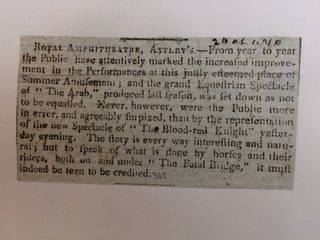 ROYAL AMPHITHEATRE, ASTLEY'S.—From year to year
the Public have attentively marked the increased improve-
ment in the Performances at this justly esteemed place of
Summer Amusement; and the grand Equestrian Spectacle
of "The Arab," produced last season, was set down as not
to be equalled. Never, however, were the Public more
in error, and agreeably surpized, than by the representation
of the new Spectacle of "The Blood-red Knight" yester-
day evening. The story is every way interesting and natu-
ral; but to speak of what is done by horses and their
riders, both on and under "The Fatal Bridge," it must
indeed be seen to be credited.